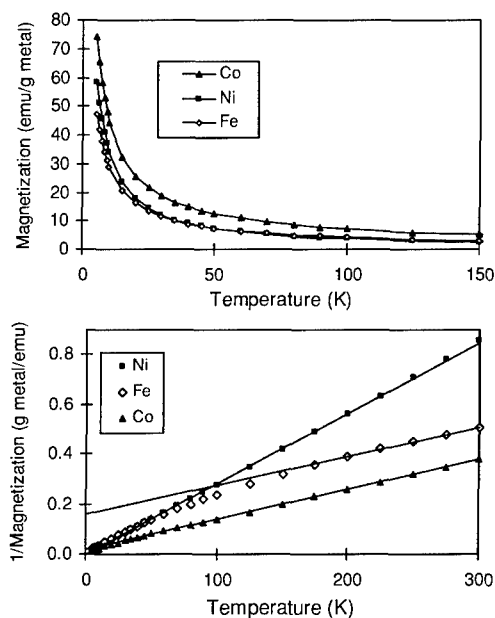 Magnetization (emu/g metal)
80
70
60
50
40
30
20
10
0
Co
Ni
Fe
0
50
100
150
Temperature (K)
1/Magnetization (g metal/emu)
0.8
0.6
0.4
0.2
0.0
Ni
Fe
Co
0
100
200
300
Temperature (K)